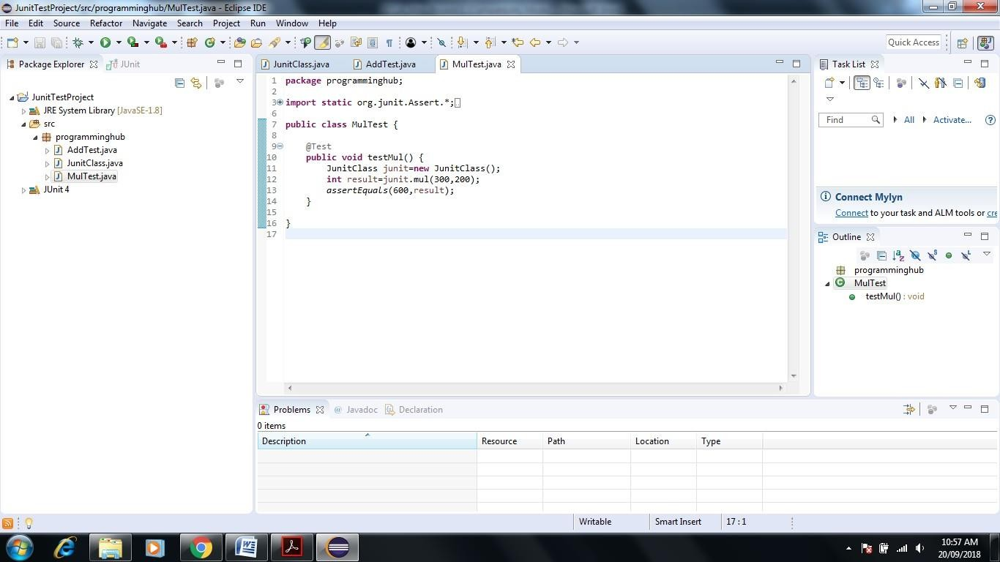 JunitTestProject/src/programminghub/MulTest.java - Eclipse IDE
File Edit Source Refactor Navigate Search Project Run Window Help
Quick Access
Package Explorer JUnit
JunitTestProject
JRE System Library [JavaSE-1.8]
src
programminghub
AddTest.java
JunitClass.java
MulTest.java
JUnit 4
JunitClass.java AddTest.java MulTest.java
1 package programminghub;
2
3 import static org.junit.Assert.*;
6
7 public class MulTest {
8
9 @Test
10 public void testMul() {
11 JunitClass junit=new JunitClass();
12 int result=junit.mul(300,200);
13 assertEquals(600,result);
14 }
15
16 }
17
Task List
Find All Activate...
Connect Mylyn
Connect to your task and ALM tools or cre
Outline
programminghub
MulTest
testMul() : void
Problems Javadoc Declaration
0 items
Description Resource Path Location Type
Writable Smart Insert 17 : 1
10:57 AM
20/09/2018